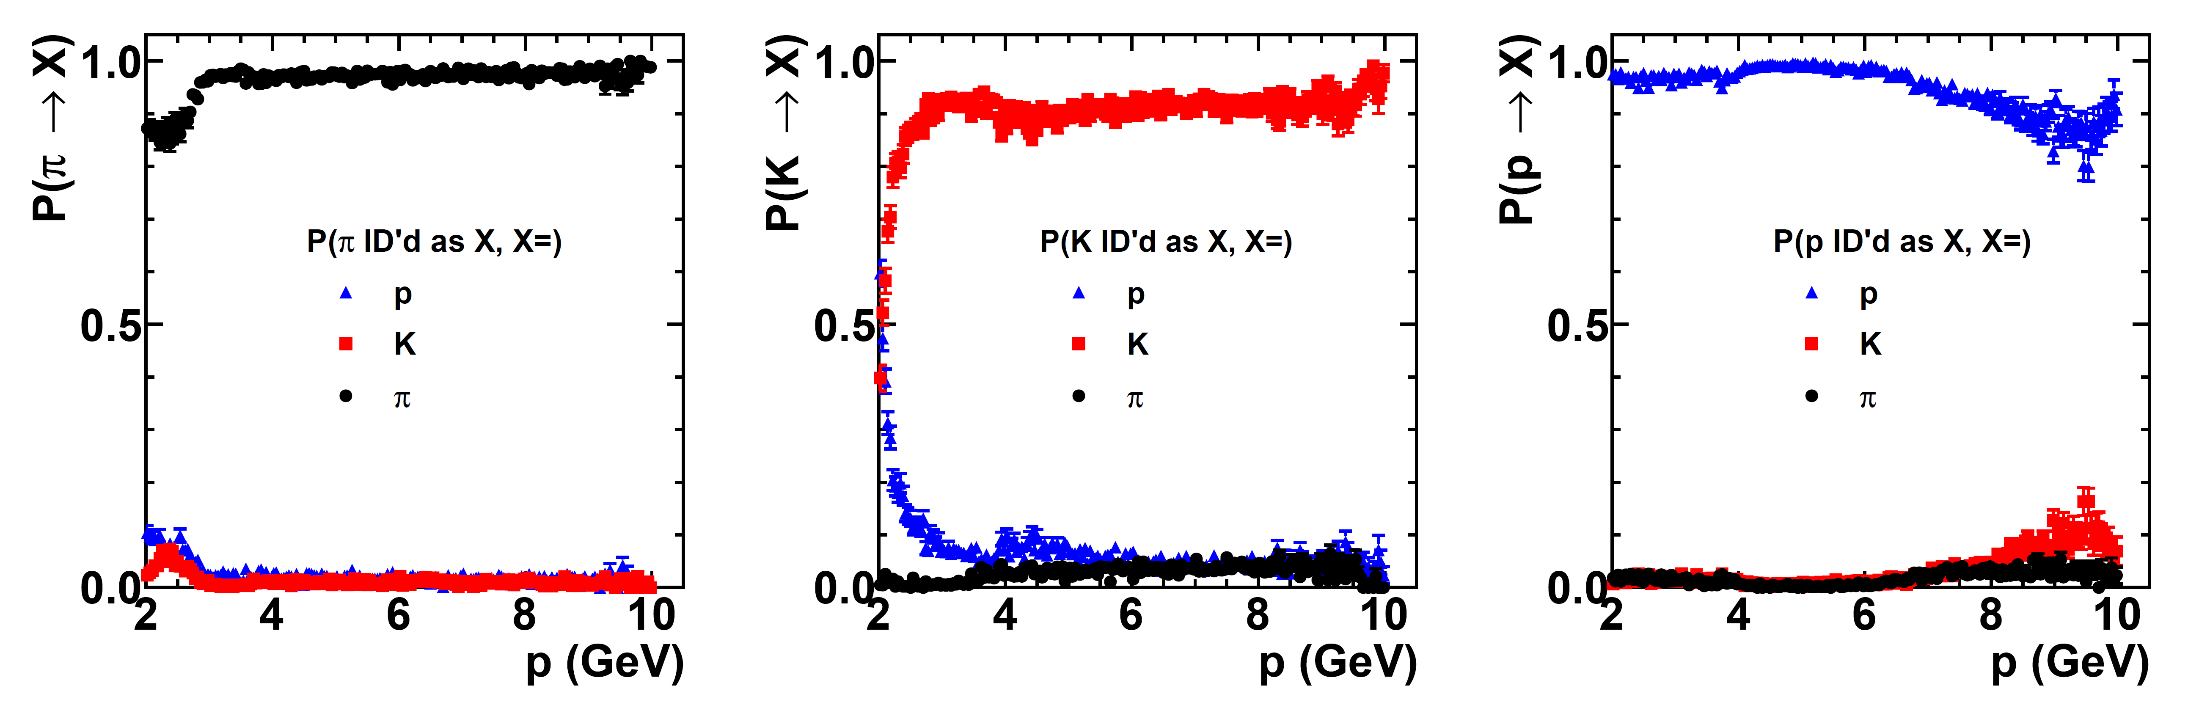 P(π → X)
1.0
0.5
0.0
2 4 6 8 10
p (GeV)
P(π ID'd as X, X=)
p
K
π
P(K → X)
1.0
0.5
0.0
2 4 6 8 10
p (GeV)
P(K ID'd as X, X=)
p
K
π
P(p → X)
1.0
0.5
0.0
2 4 6 8 10
p (GeV)
P(p ID'd as X, X=)
p
K
π